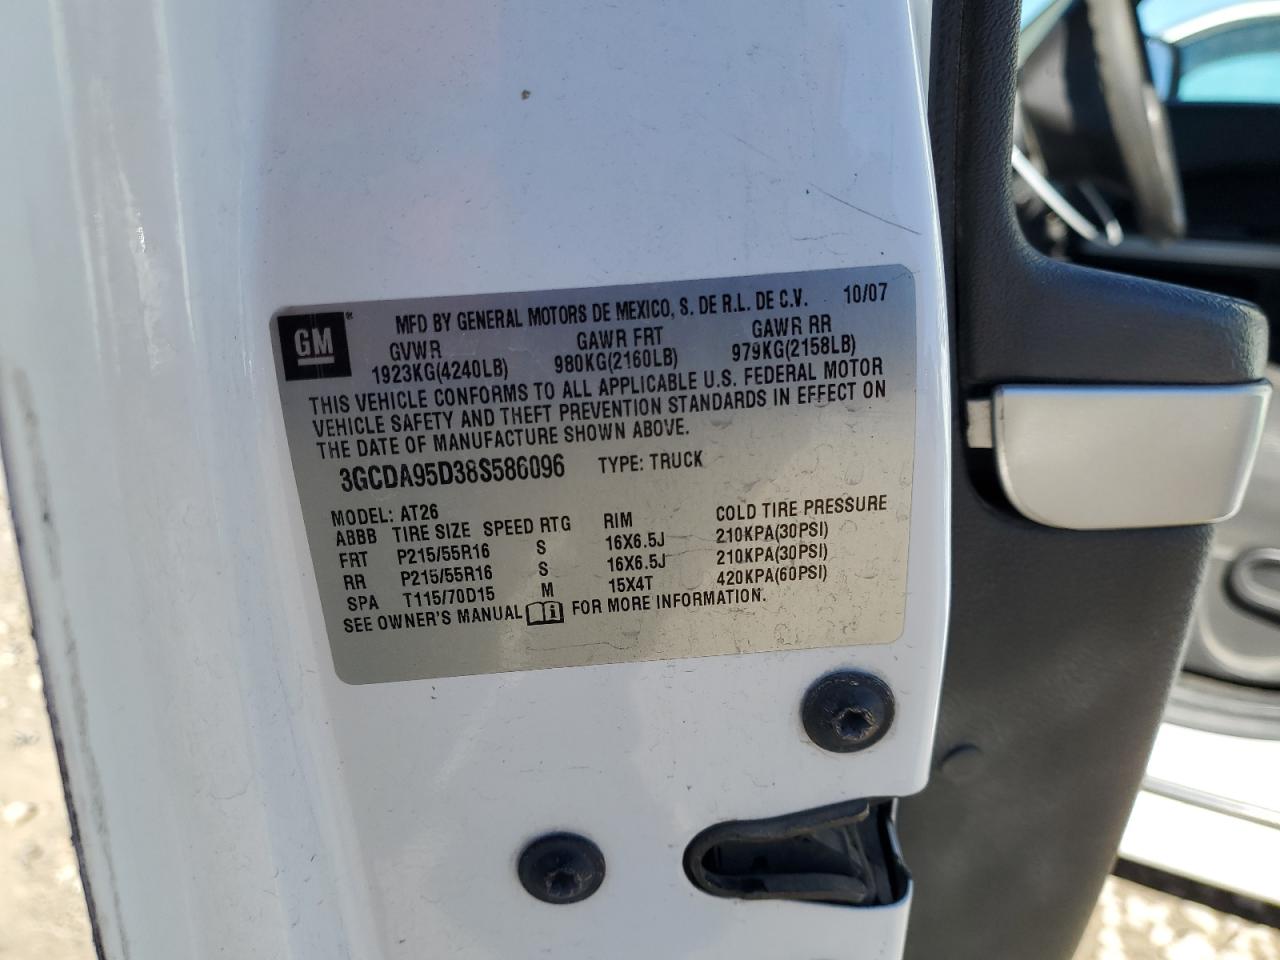 GM
MFD BY GENERAL MOTORS DE MEXICO, S. DE R.L. DE C.V. 10/07
GVWR GAWR FRT GAWR RR
1923KG(4240LB) 980KG(2160LB) 979KG(2158LB)
THIS VEHICLE CONFORMS TO ALL APPLICABLE U.S. FEDERAL MOTOR
VEHICLE SAFETY AND THEFT PREVENTION STANDARDS IN EFFECT ON
THE DATE OF MANUFACTURE SHOWN ABOVE.
3GCDA95D38S586096 TYPE: TRUCK
MODEL: AT26
ABBB TIRE SIZE SPEED RTG RIM COLD TIRE PRESSURE
FRT P215/55R16 S 16X6.5J 210KPA(30PSI)
RR P215/55R16 S 16X6.5J 210KPA(30PSI)
SPA T115/70D15 M 15X4T 420KPA(60PSI)
SEE OWNER'S MANUAL FOR MORE INFORMATION.